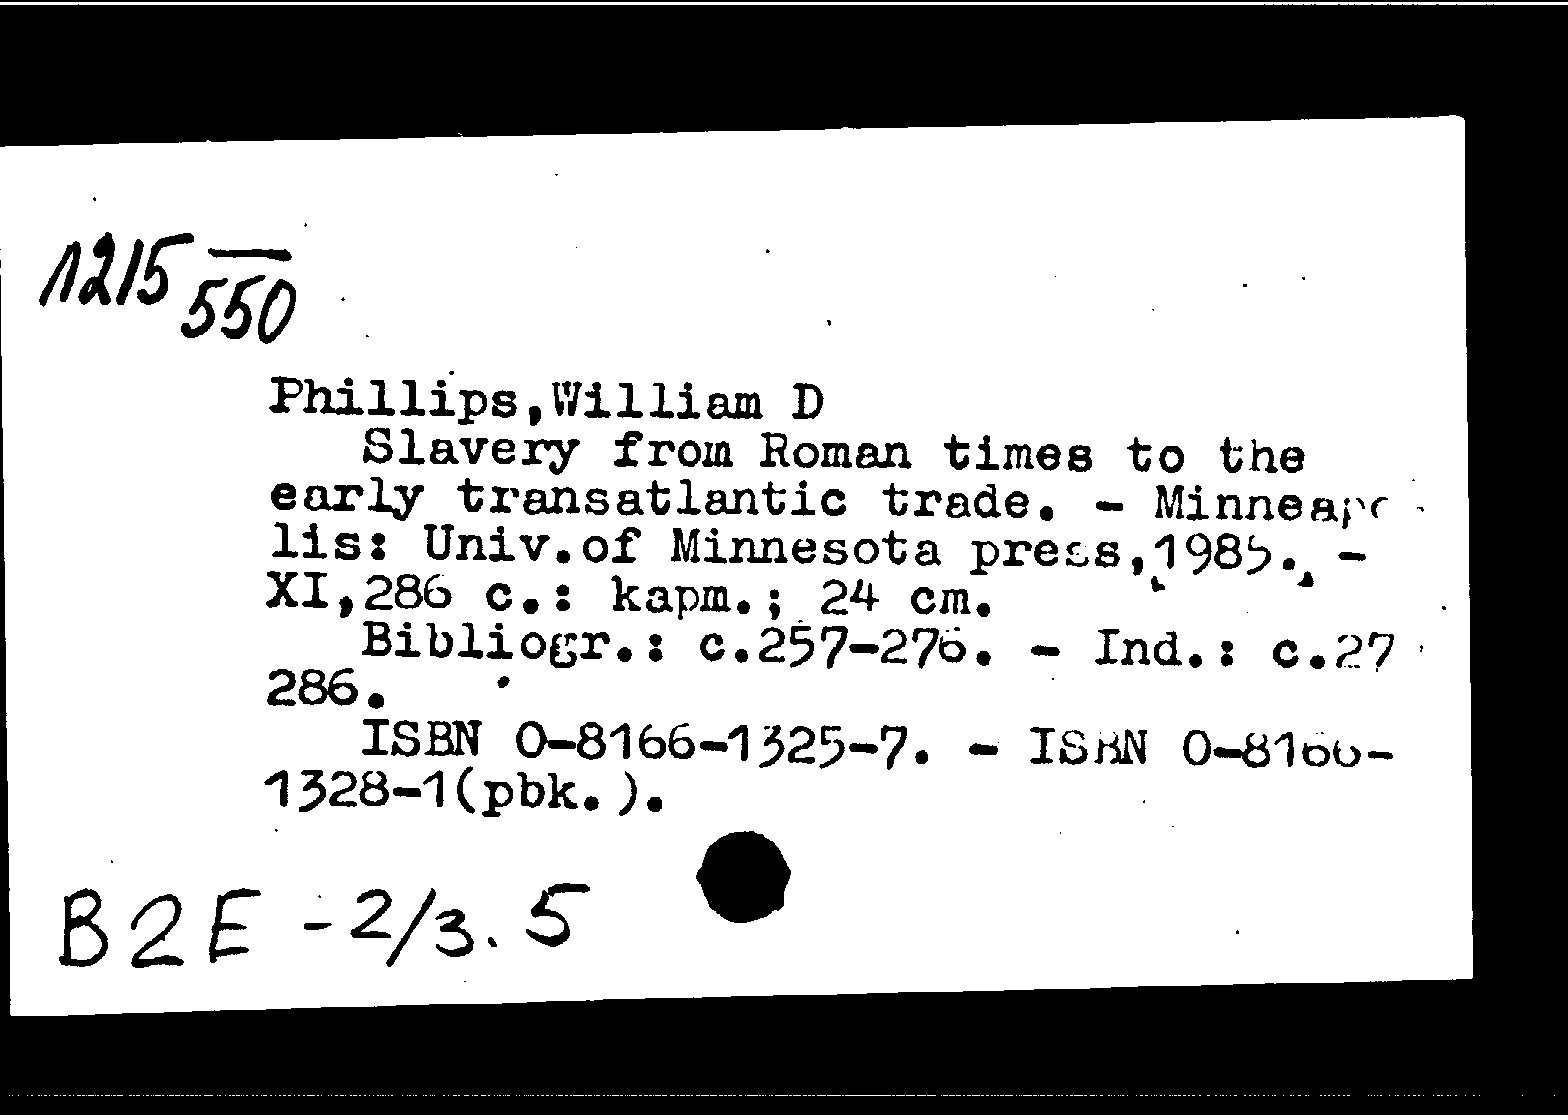 1215 550
Phillips,William D
Slavery from Roman times to the
early transatlantic trade. – Minneapo
lis: Univ.of Minnesota press,1985. –
XI,286 c.: kapm.; 24 cm.
Bibliogr.: c.257–276. – Ind.: c.27
286.
ISBN 0–8166–1325–7. – ISBN 0–8166–
1328–1(pbk.).
B2E - 2/3. 5